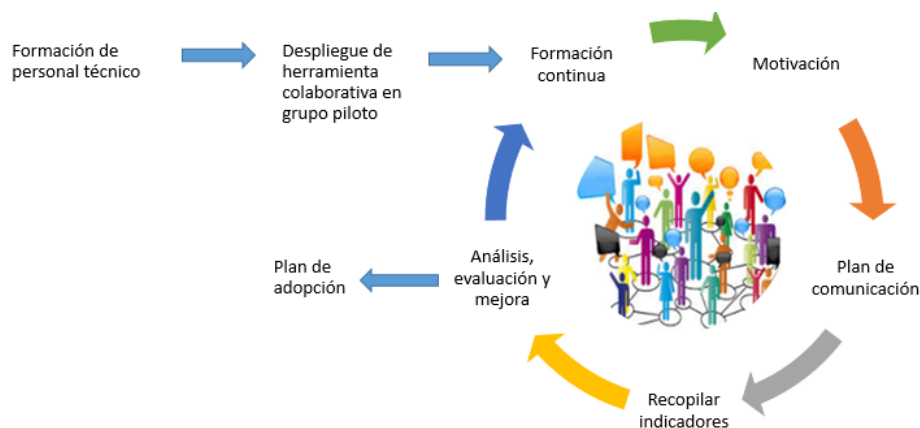 Formación de
personal técnico
Despliegue de
herramienta
colaborativa en
grupo piloto
Formación
continua
Motivación
Plan de
comunicación
Recopilar
indicadores
Análisis,
evaluación y
mejora
Plan de
adopción